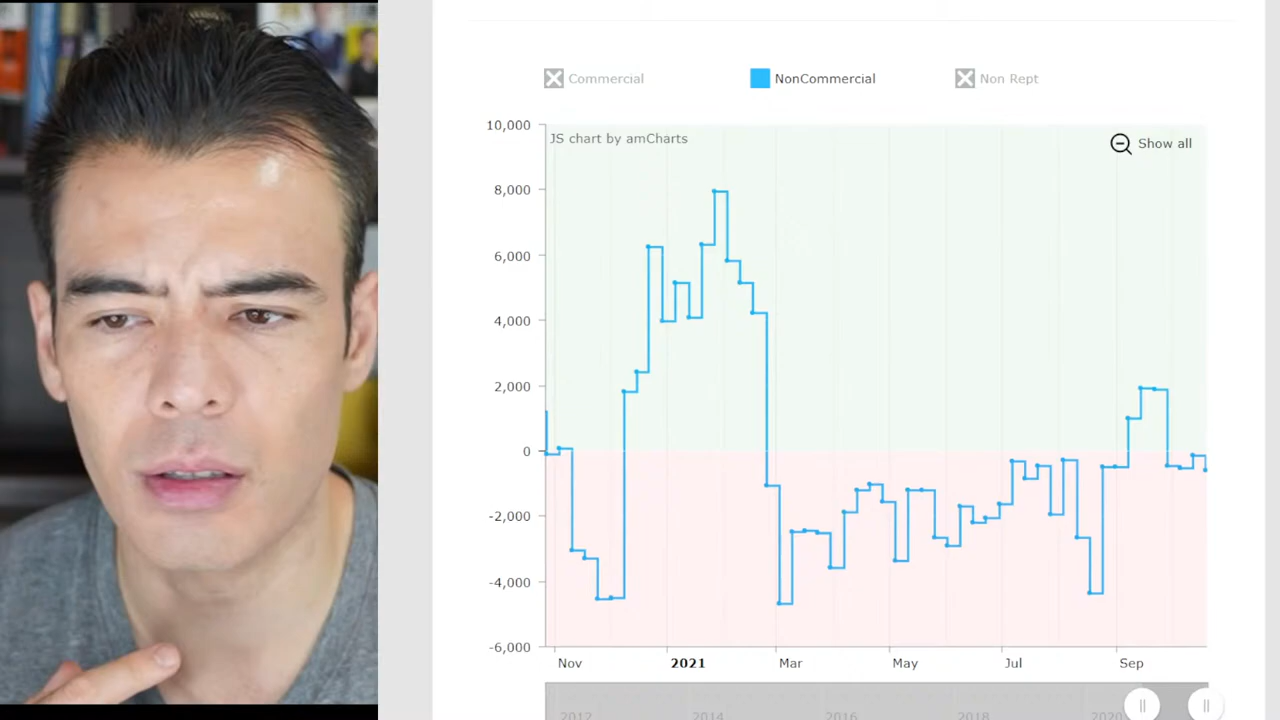 Commercial
NonCommercial
Non Rept
10,000
JS chart by amCharts
Show all
8,000
6,000
4,000
2,000
0
-2,000
-4,000
-6,000
Nov
2021
Mar
May
Jul
Sep
2012
2014
2016
2018
2020